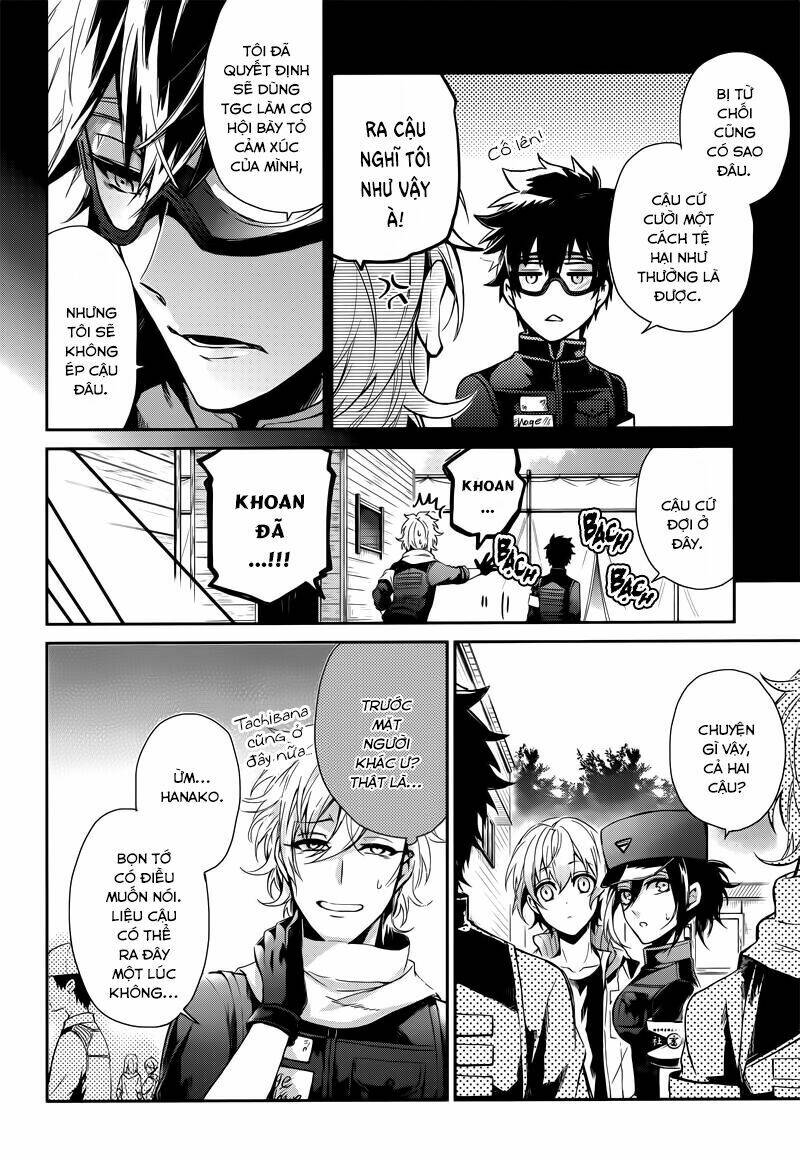 BỊ TỪ
CHỐI
CŨNG
CÓ SAO
ĐÂU.
CẬU CỨ
CƯỜI MỘT
CÁCH TỆ
HẠI NHƯ
THƯỜNG LÀ
ĐƯỢC.
Cố lên!
RA CẬU
NGHĨ TÔI
NHƯ VẬY
À!
TÔI ĐÃ
QUYẾT ĐỊNH
SẼ DÙNG
TGC LÀM CƠ
HỘI BÀY TỎ
CẢM XÚC
CỦA MÌNH,
NHƯNG
TÔI SẼ
KHÔNG
ÉP CẬU
ĐÂU.
CẬU CỨ
ĐỢI Ở
ĐÂY.
BẠCH
BẠCH
BẠCH
BẠCH
KHOAN
...
KHOAN
ĐÃ
...!!!
CHUYỆN
GÌ VẬY,
CẢ HAI
CẬU?
TRƯỚC
MẶT
NGƯỜI
KHÁC Ư?
THẬT LÀ...
Tachibana
cũng ở
đây nữa...
ỪM...
HANAKO.
BỌN TỚ
CÓ ĐIỀU
MUỐN NÓI.
LIỆU CẬU
CÓ THỂ
RA ĐÂY
MỘT LÚC
KHÔNG...